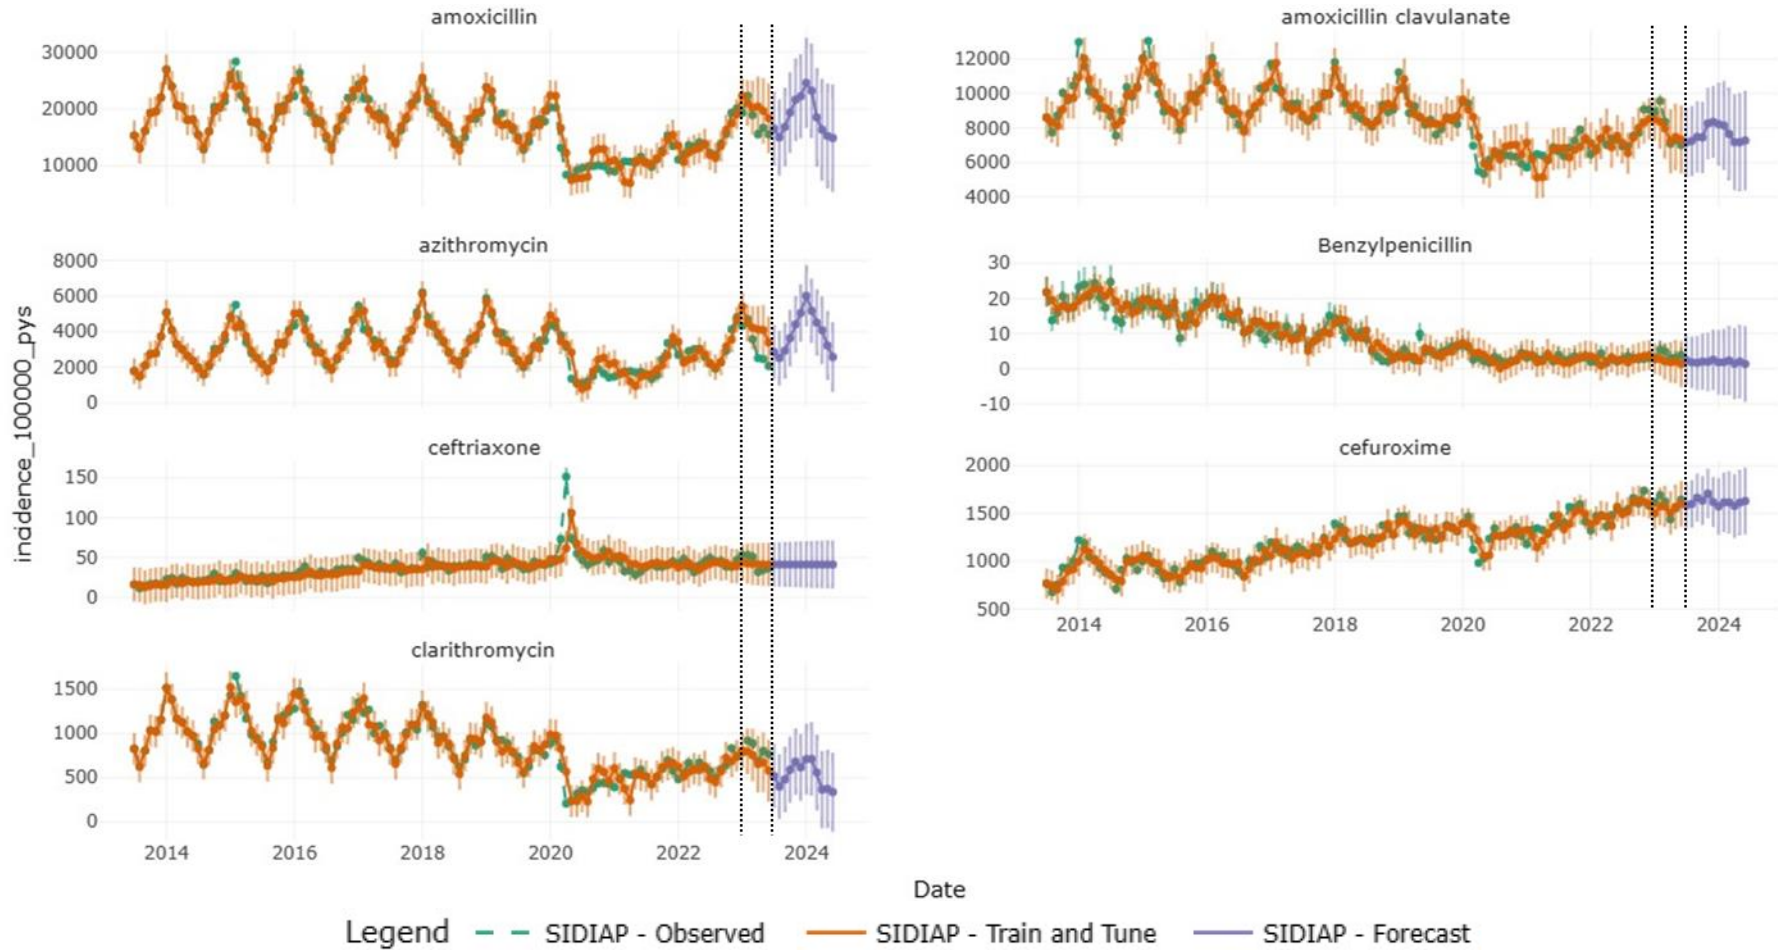 amoxicillin
30000
20000
10000
amoxicillin clavulanate
12000
10000
8000
6000
4000
azithromycin
8000
6000
4000
2000
0
Benzylpenicillin
30
20
10
0
-10
incidence_100000_pys
ceftriaxone
150
100
50
0
cefuroxime
2000
1500
1000
500
2014 2016 2018 2020 2022 2024
clarithromycin
1500
1000
500
0
2014 2016 2018 2020 2022 2024
Date
Legend SIDIAP - Observed SIDIAP - Train and Tune SIDIAP - Forecast